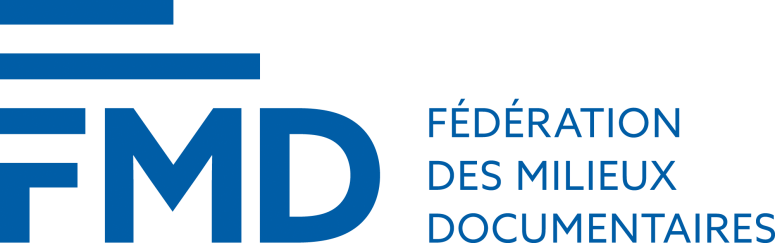 FMD
FÉDÉRATION
DES MILIEUX
DOCUMENTAIRES